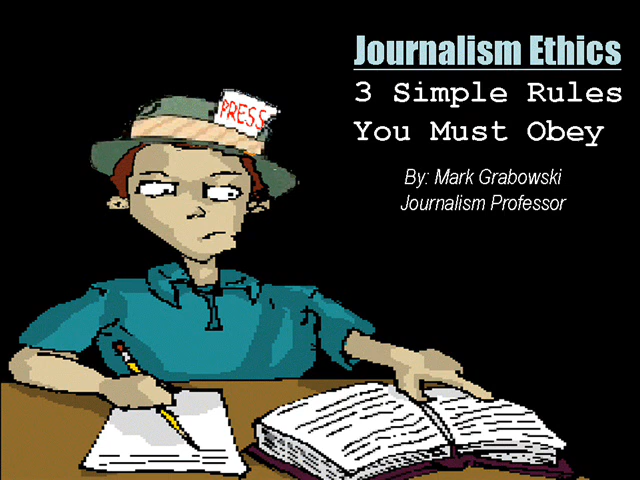 Journalism Ethics
3 Simple Rules
You Must Obey
By: Mark Grabowski
Journalism Professor
PRESS